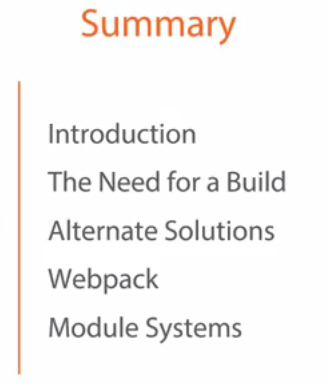 Summary
Introduction
The Need for a Build
Alternate Solutions
Webpack
Module Systems